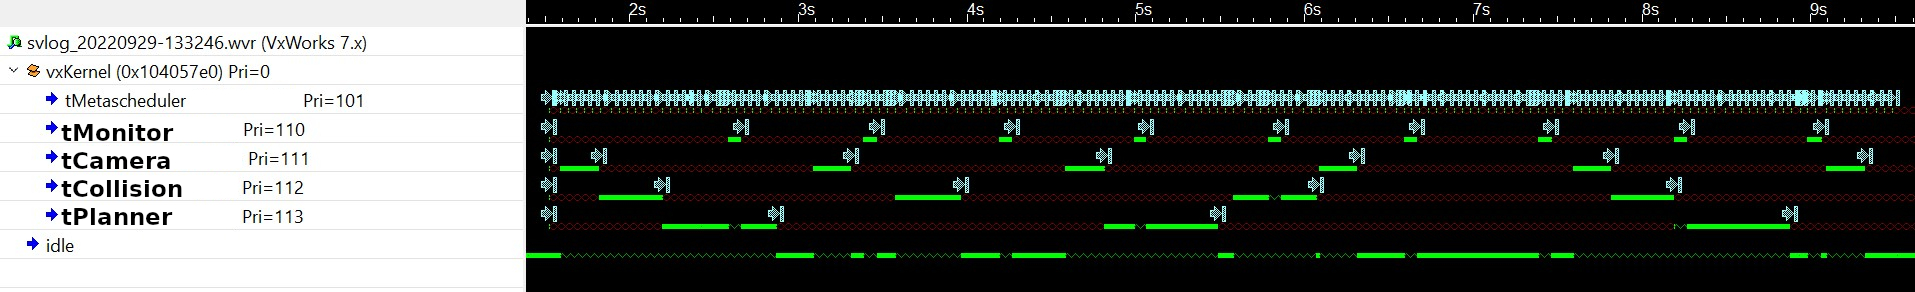 2s 3s 4s 5s 6s 7s 8s 9s
svlog_20220929-133246.wvr (VxWorks 7.x)
vxKernel (0x104057e0) Pri=0
tMetascheduler Pri=101
tMonitor Pri=110
tCamera Pri=111
tCollision Pri=112
tPlanner Pri=113
idle